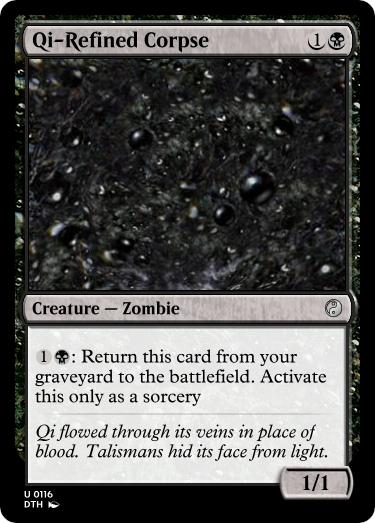 Qi-Refined Corpse 1
Creature — Zombie
1 : Return this card from your
graveyard to the battlefield. Activate
this only as a sorcery
Qi flowed through its veins in place of
blood. Talismans hid its face from light.
1/1
U 0116
DTH